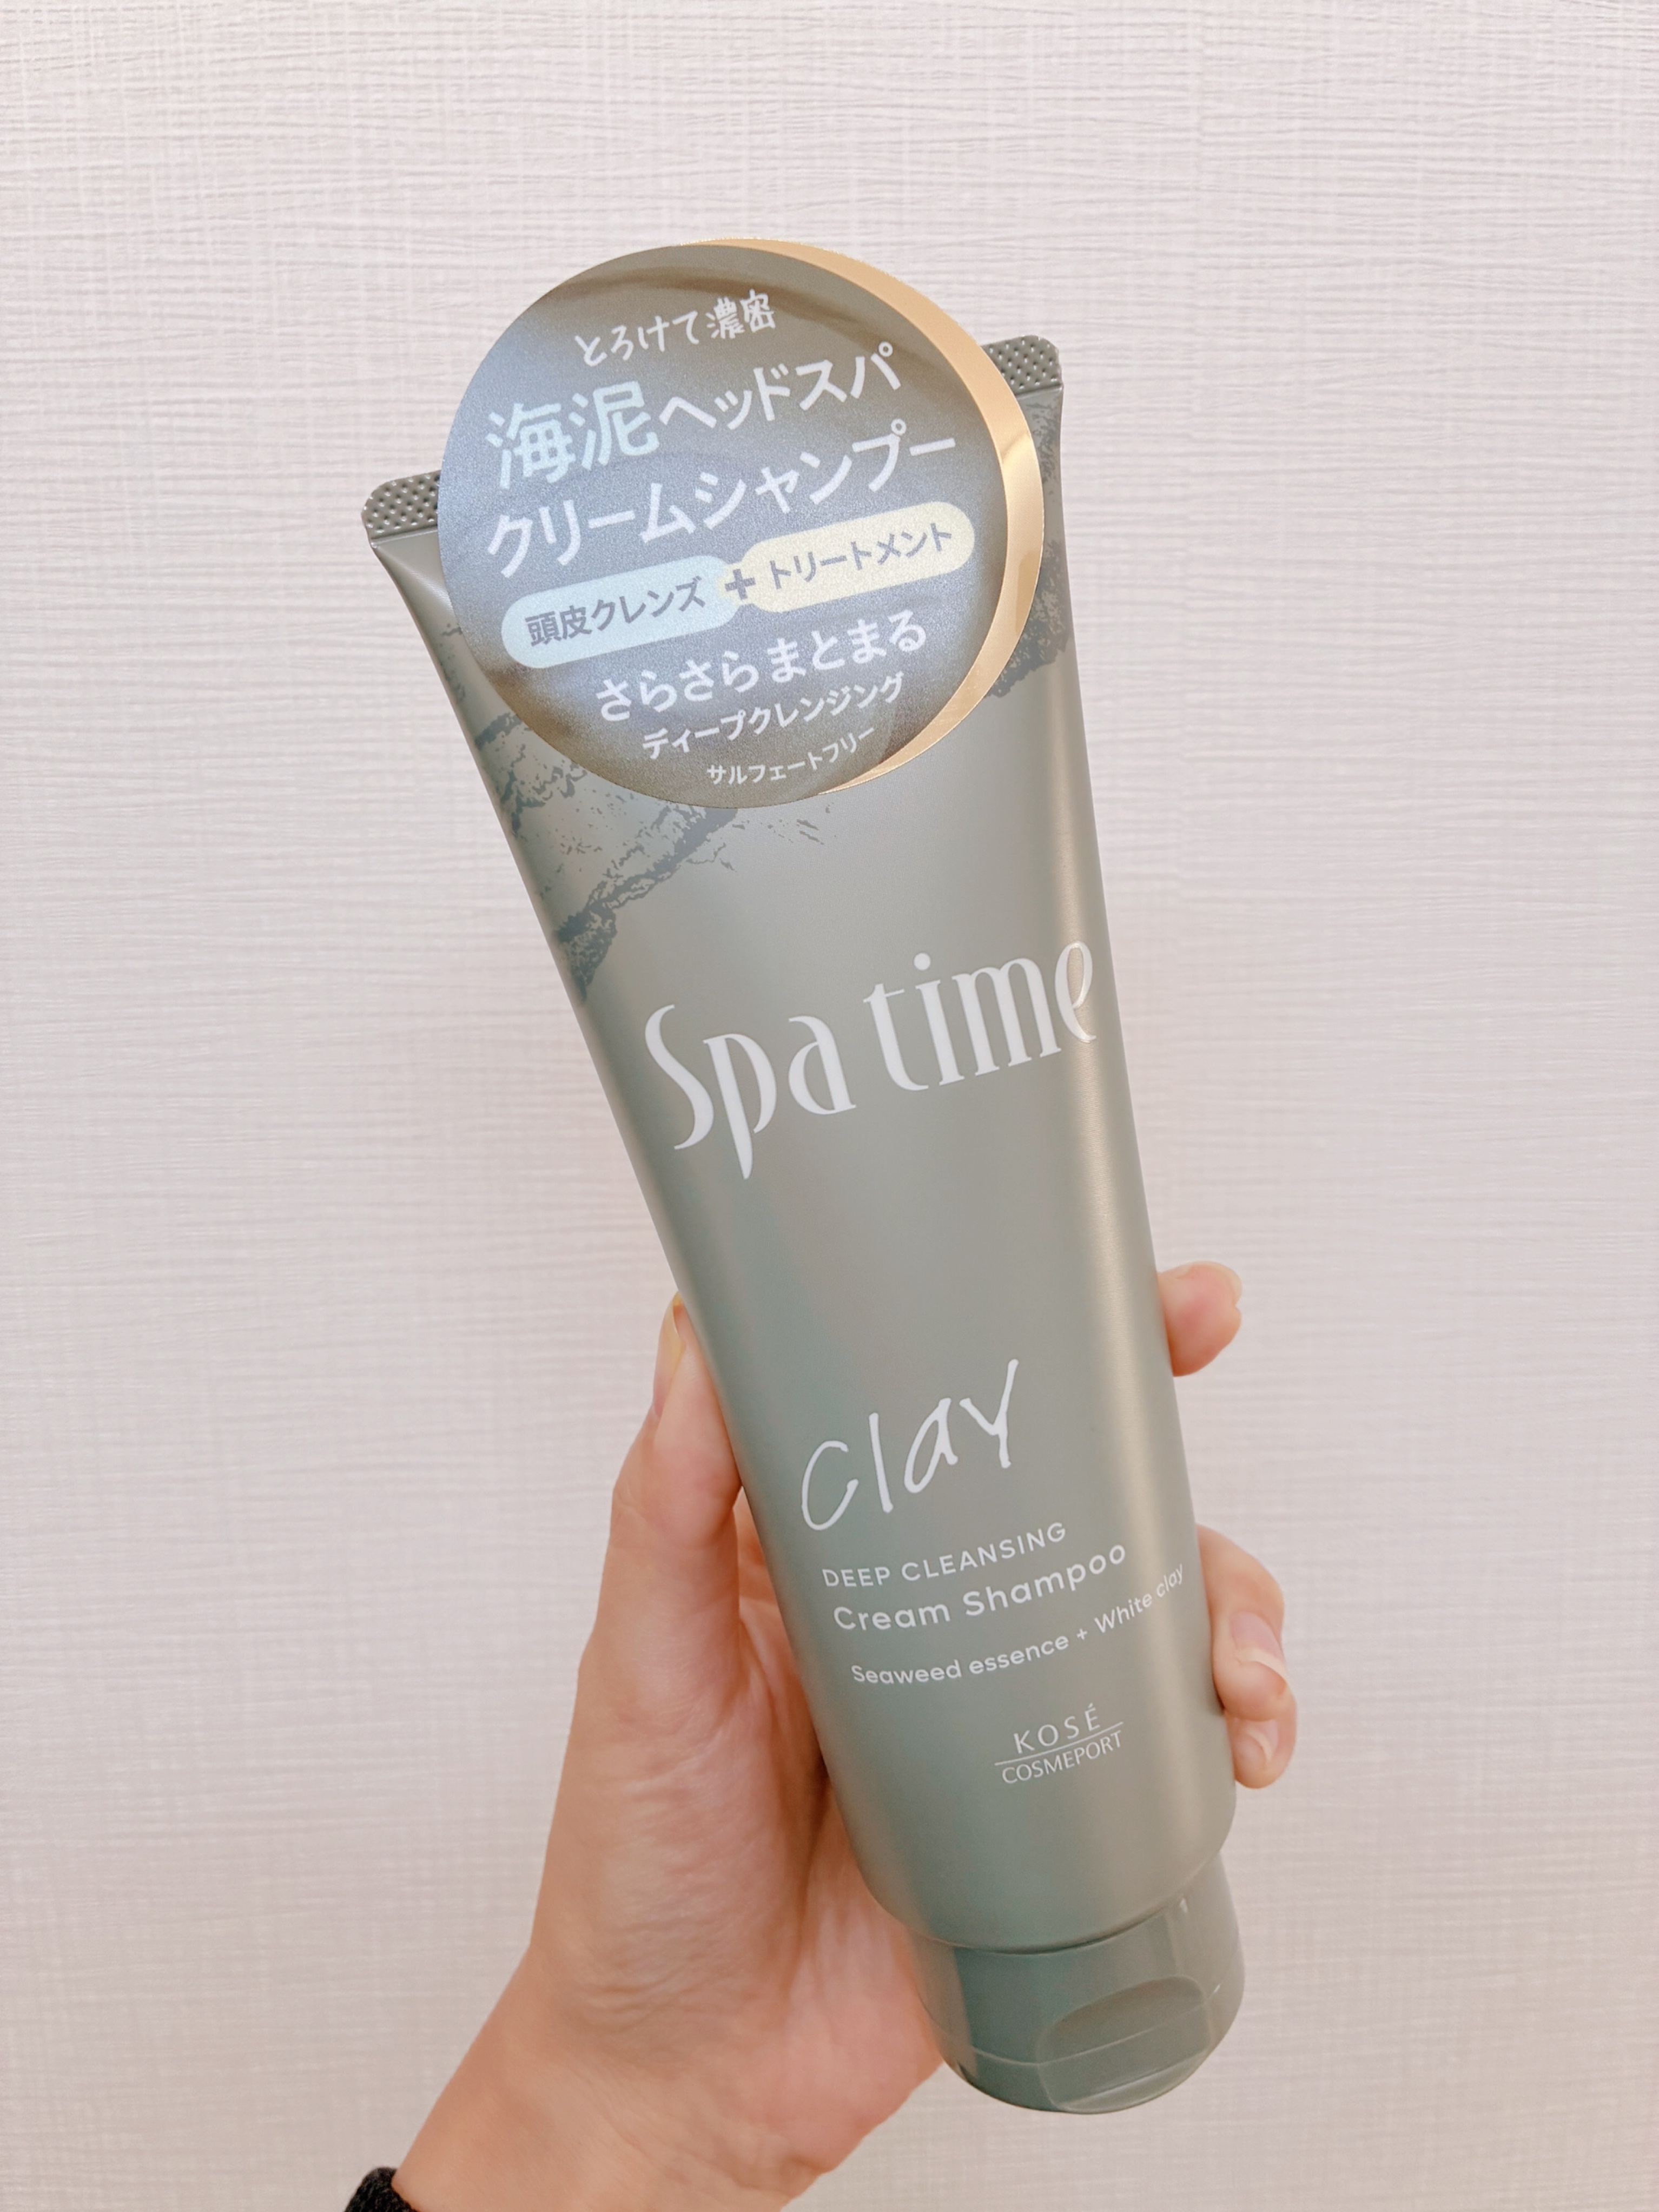 とろけて濃密
海泥ヘッドスパ
クリームシャンプー
頭皮クレンズ + トリートメント
さらさらまとまる
ディープクレンジング
サルフェートフリー
Spa time
Clay
DEEP CLEANSING
Cream Shampoo
Seaweed essence + White clay
KOSÉ
COSMEPORT